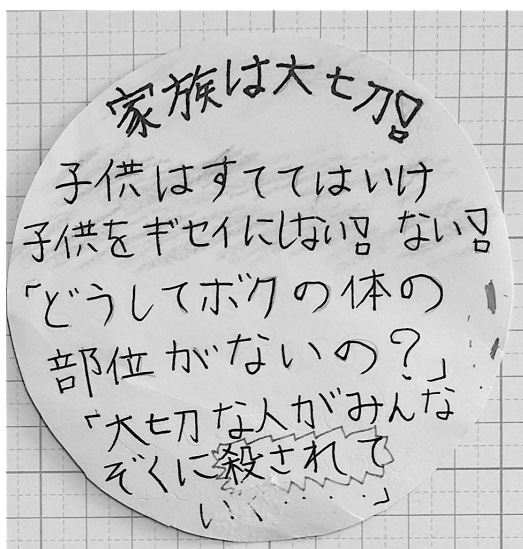 家族は大切!
子供はすててはいけ
子供をギセイにしない! ない!
「どうしてボクの体の
部位がないの?」
「大切な人がみんな
ぞくに殺されて
い、、・・・・・」